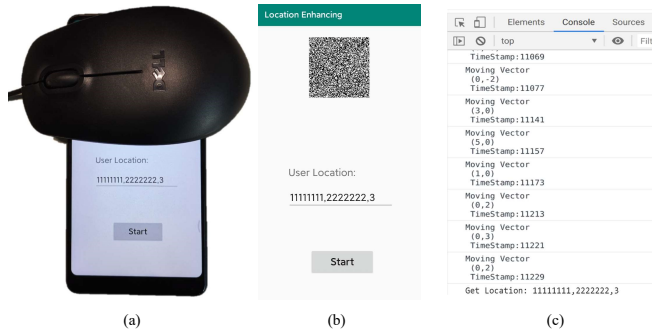 DELL
User Location:
11111111,2222222,3
Start
(a)
Location Enhancing
User Location:
11111111,2222222,3
Start
(b)
Elements Console Sources
top Filt
TimeStamp:11069
Moving Vector
(0,-2)
TimeStamp:11077
Moving Vector
(3,0)
TimeStamp:11141
Moving Vector
(5,0)
TimeStamp:11157
Moving Vector
(1,0)
TimeStamp:11173
Moving Vector
(0,2)
TimeStamp:11213
Moving Vector
(0,3)
TimeStamp:11221
Moving Vector
(0,2)
TimeStamp:11229
Get Location: 11111111,2222222,3
(c)